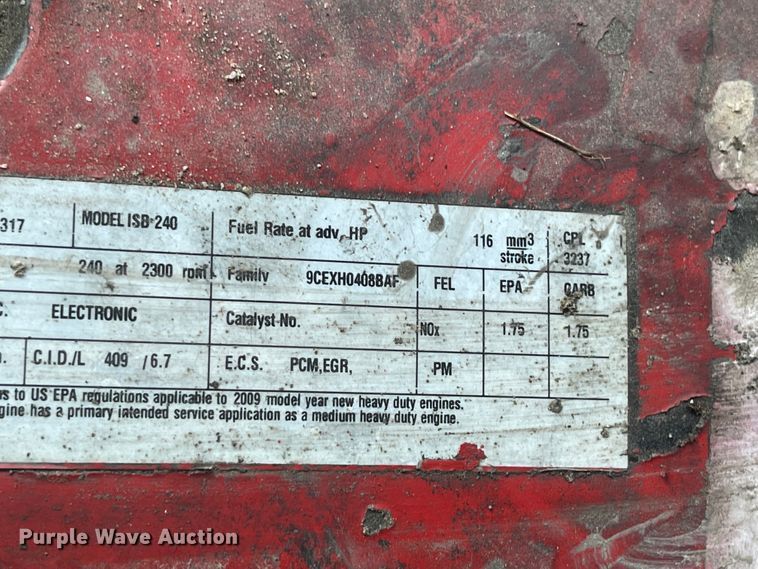 317 MODEL ISB 240 Fuel Rate at adv. HP 116 mm3 stroke CPL 3237
240 at 2300 rpm Family 9CEXH0408BAF FEL EPA CARB
C. ELECTRONIC Catalyst No. NOx 1.75 1.75
C.I.D./L 409 /6.7 E.C.S. PCM,EGR, PM
to US EPA regulations applicable to 2009 model year new heavy duty engines.
gine has a primary intended service application as a medium heavy duty engine.
Purple Wave Auction